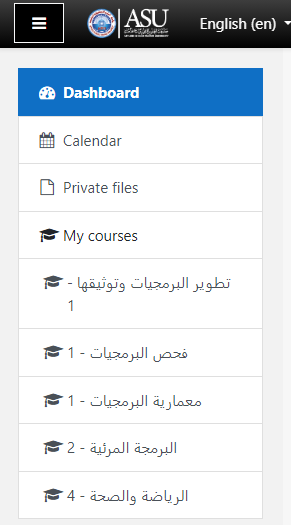 ASU
English (en)
Dashboard
Calendar
Private files
My courses
تطوير البرمجيات وتوثيقها -
1
فحص البرمجيات - 1
معمارية البرمجيات - 1
البرمجة المرئية - 2
الرياضة والصحة - 4